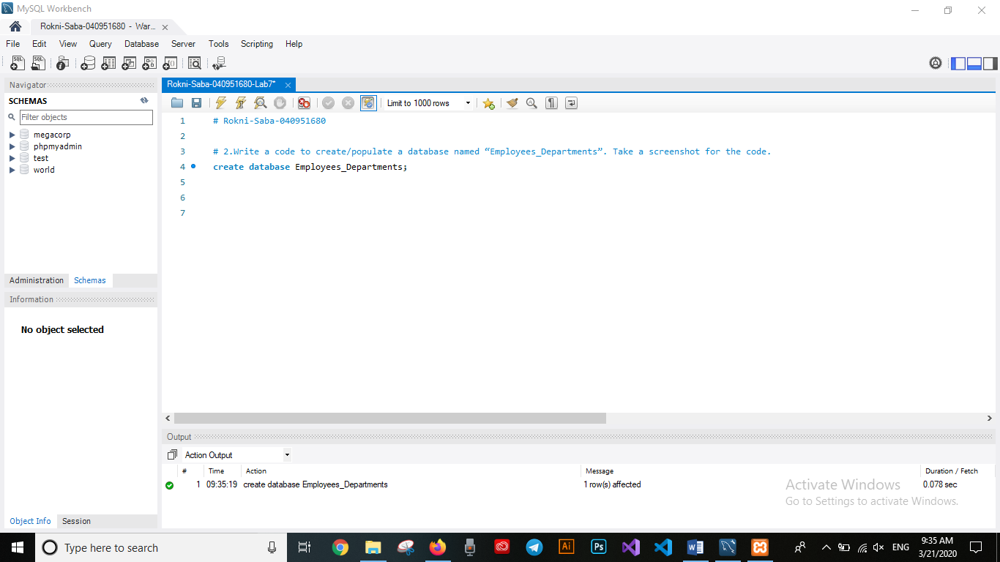 MySQL Workbench
Rokni-Saba-040951680 - War...
File Edit View Query Database Server Tools Scripting Help
Navigator
SCHEMAS
Filter objects
megacorp
phpmyadmin
test
world
Administration Schemas
Information
No object selected
Object Info Session
Rokni-Saba-040951680-Lab7*
Limit to 1000 rows
1 # Rokni-Saba-040951680
2
3 # 2.Write a code to create/populate a database named “Employees_Departments”. Take a screenshot for the code.
4 create database Employees_Departments;
5
6
7
Output
Action Output
# Time Action Message Duration / Fetch
1 09:35:19 create database Employees_Departments 1 row(s) affected 0.078 sec
Activate Windows
Go to Settings to activate Windows.
Type here to search
ENG
9:35 AM
3/21/2020